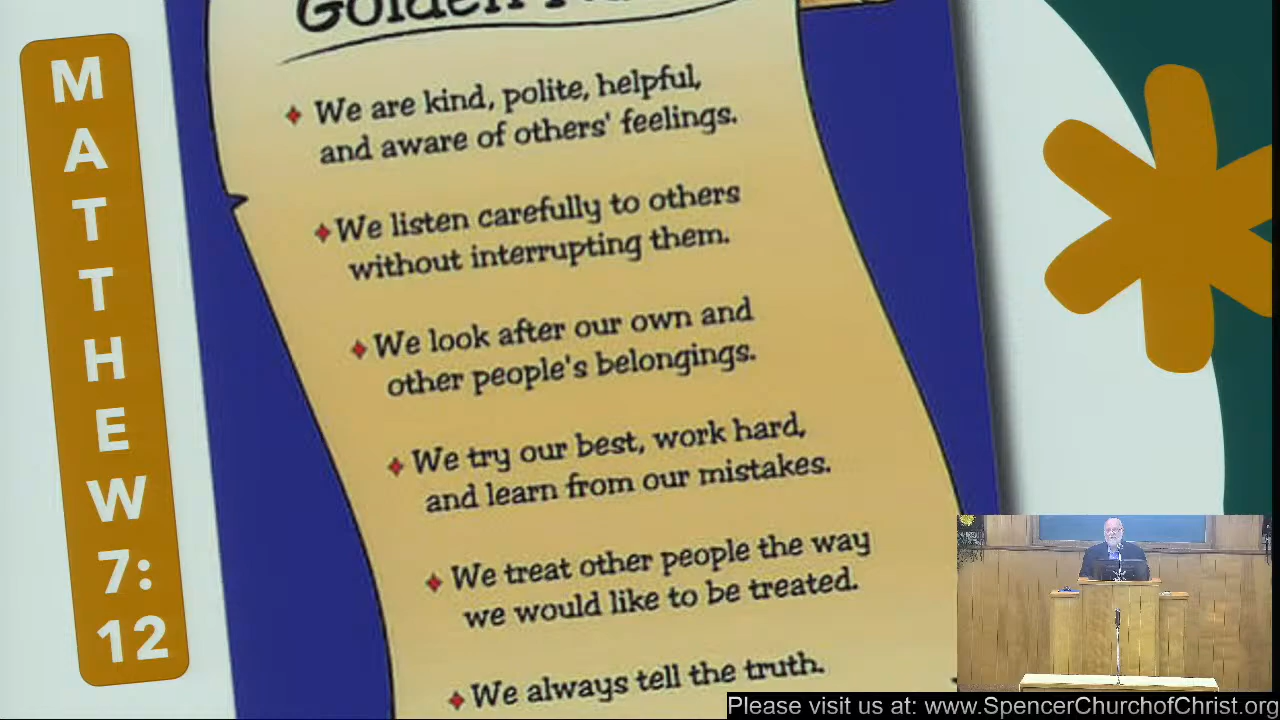 Golden
M
A
T
T
H
E
W
7:
12
We are kind, polite, helpful,
and aware of others' feelings.
We listen carefully to others
without interrupting them.
We look after our own and
other people's belongings.
We try our best, work hard,
and learn from our mistakes.
We treat other people the way
we would like to be treated.
We always tell the truth.
Please visit us at: www.SpencerChurchofChrist.org